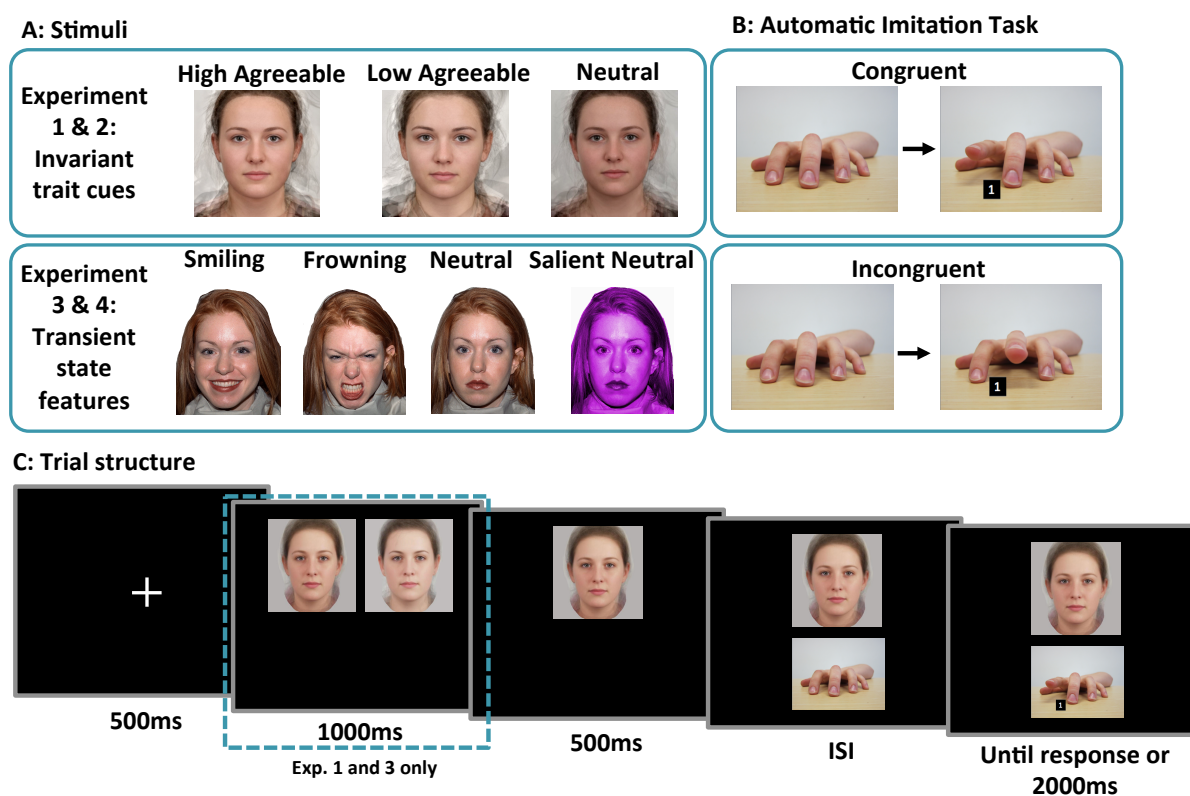 A: Stimuli
B: Automatic Imitation Task
Experiment
1 & 2:
Invariant
trait cues
High Agreeable
Low Agreeable
Neutral
Congruent
1
Experiment
3 & 4:
Transient
state
features
Smiling
Frowning
Neutral
Salient Neutral
Incongruent
1
C: Trial structure
500ms
1000ms
Exp. 1 and 3 only
500ms
ISI
1
Until response or
2000ms